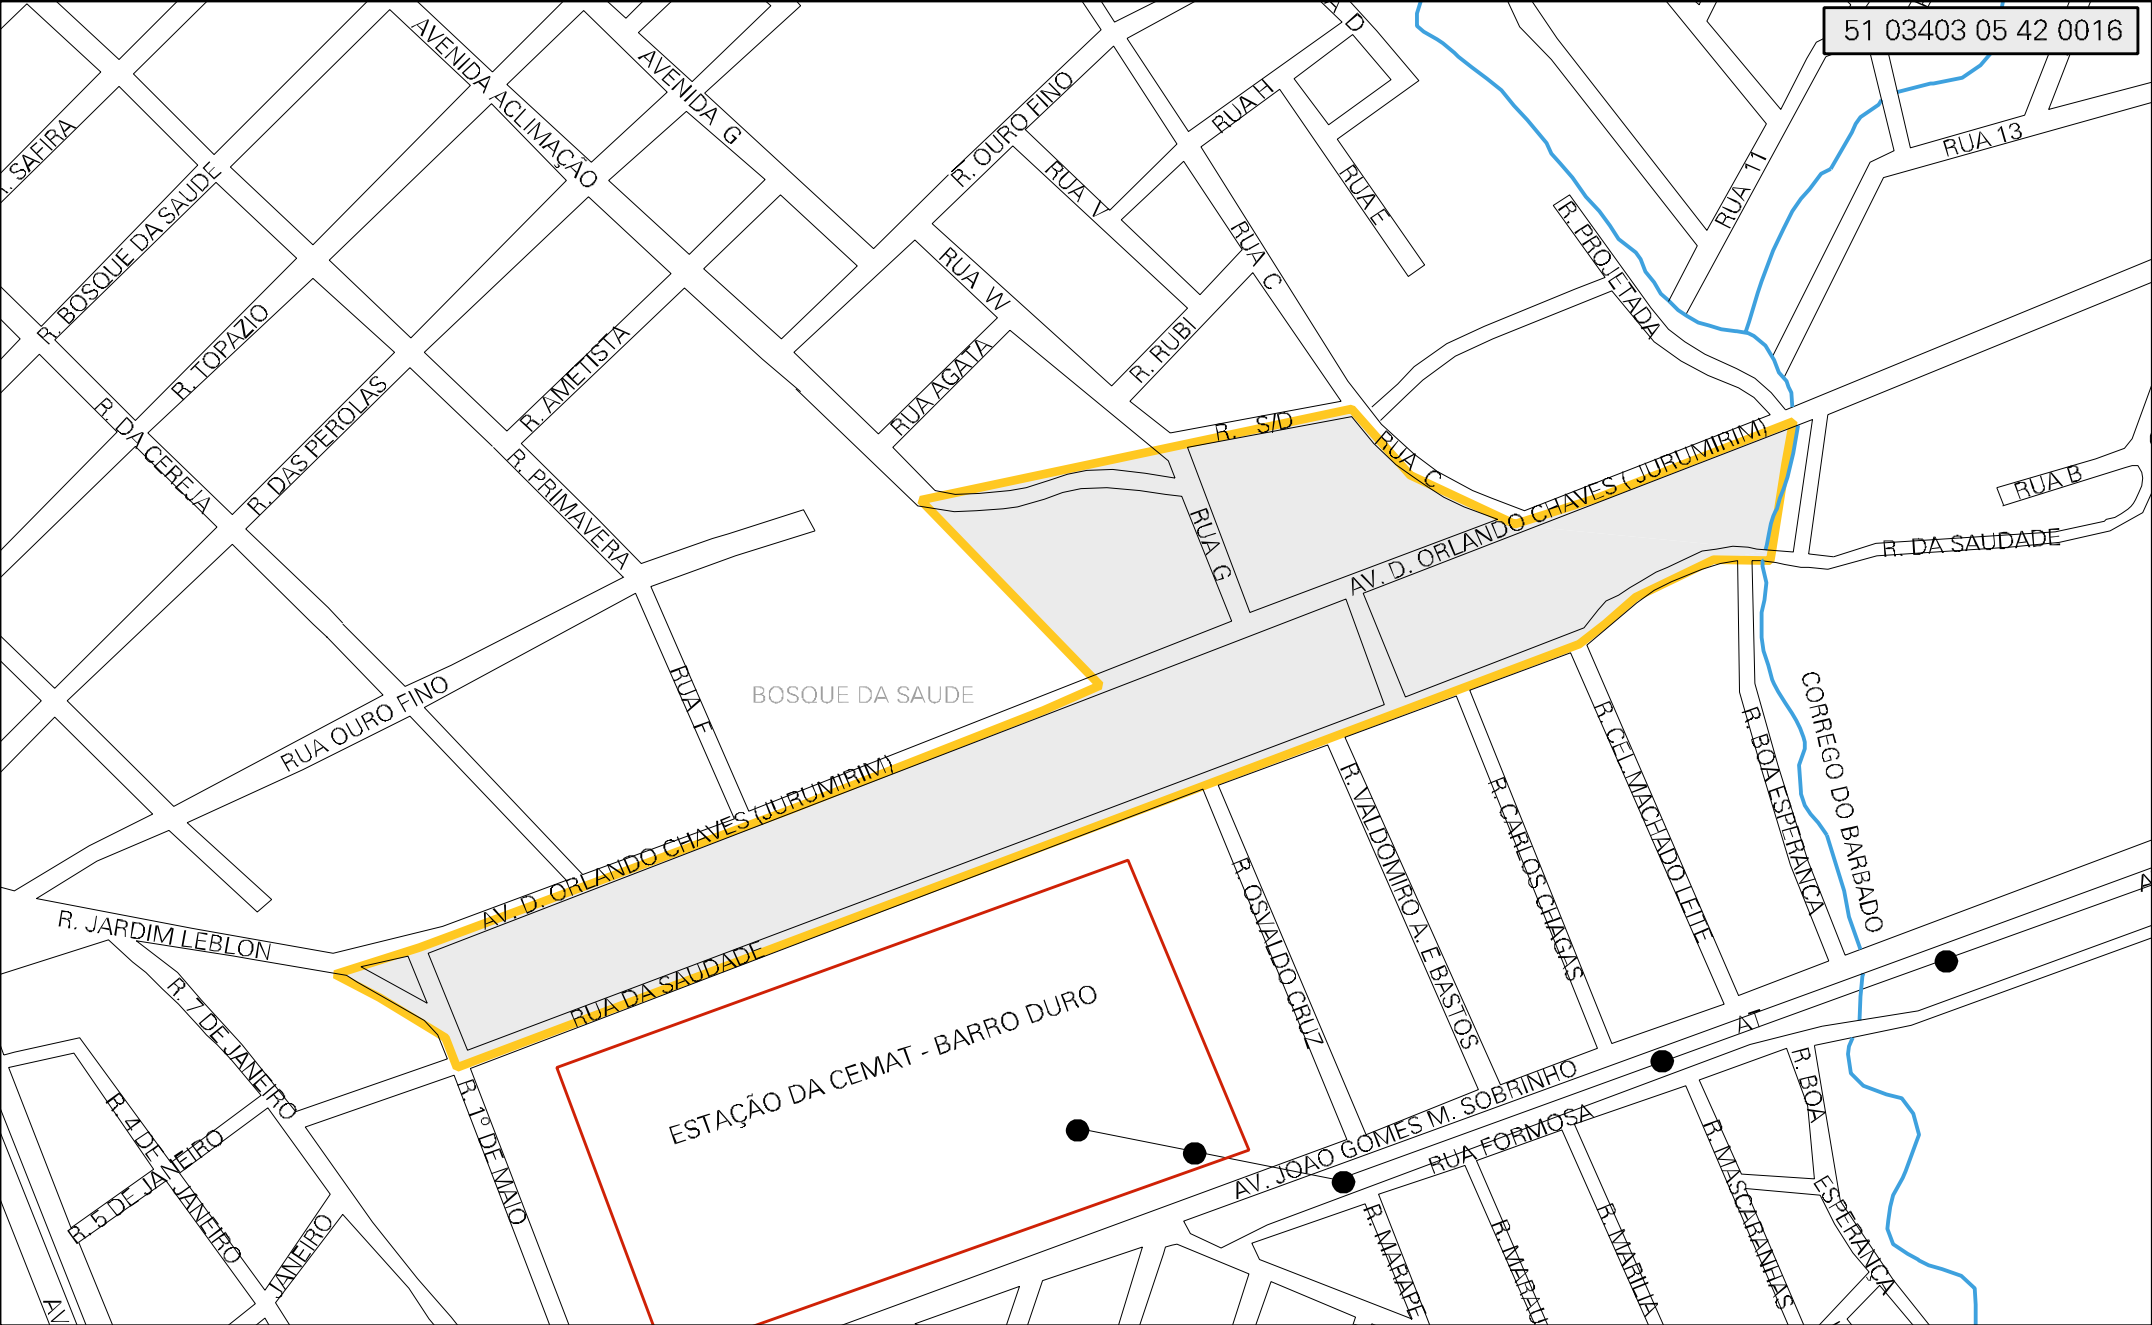 51 03403 05 42 0016
AVENIDA ACLIMAÇÃO
AVENIDA G
R. OURO FINO
RUA H
RUA 13
RUA 11
R. SAFIRA
R. BOSQUE DA SAUDE
RUA V
RUA E
RUA C
R. PROJETADA
RUA W
R. TOPAZIO
R. AMETISTA
R. RUBI
RUA AGATA
R. DA CEREJA
R. DAS PEROLAS
R. PRIMAVERA
R. S/D
RUA C
AV. D. ORLANDO CHAVES ( JURUMIRIM)
RUA B
R. DA SAUDADE
RUA G
BOSQUE DA SAUDE
RUA F
RUA OURO FINO
AV. D. ORLANDO CHAVES (JURUMIRIM)
R. JARDIM LEBLON
RUA DA SAUDADE
R. CEL.MACHADO LEITE
R. BOA ESPERANCA
CORREGO DO BARBADO
R. VALDOMIRO A. E BASTOS
R. CARLOS CHAGAS
R. OSVALDO CRUZ
R. 7 DE JANEIRO
ESTAÇÃO DA CEMAT - BARRO DURO
AT
R. 4 DE JANEIRO
R. 5 DE JANEIRO
JANEIRO
R. 1º DE MAIO
AV. JOAO GOMES M. SOBRINHO
RUA FORMOSA
R. BOA
ESPERANÇA
R. MASCARANHAS
R. MARAPE
R. MARAU
R. MARILIA
AV